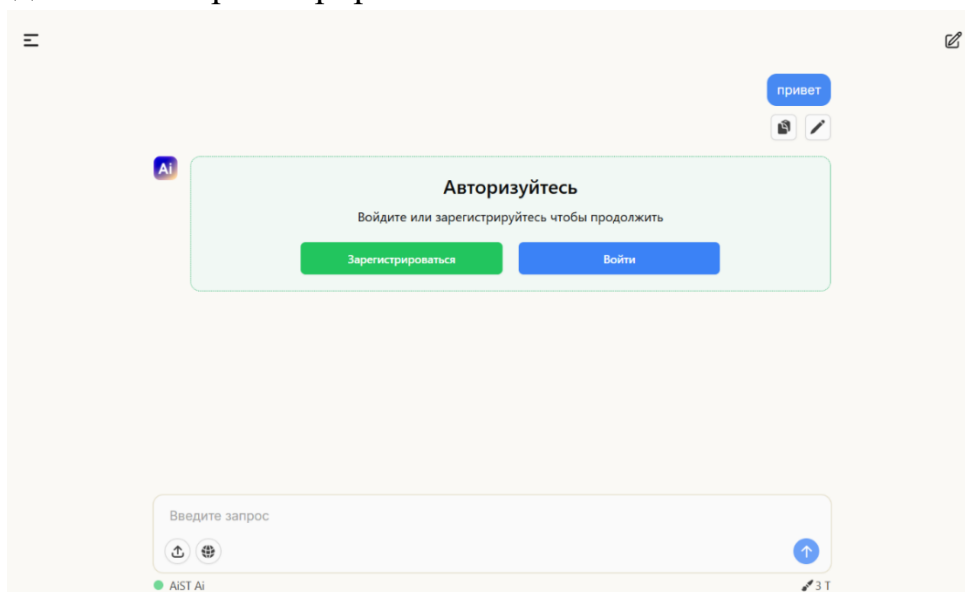 привет
Ai
Авторизуйтесь
Войдите или зарегистрируйтесь чтобы продолжить
Зарегистрироваться
Войти
Введите запрос
AiST Ai
3 T